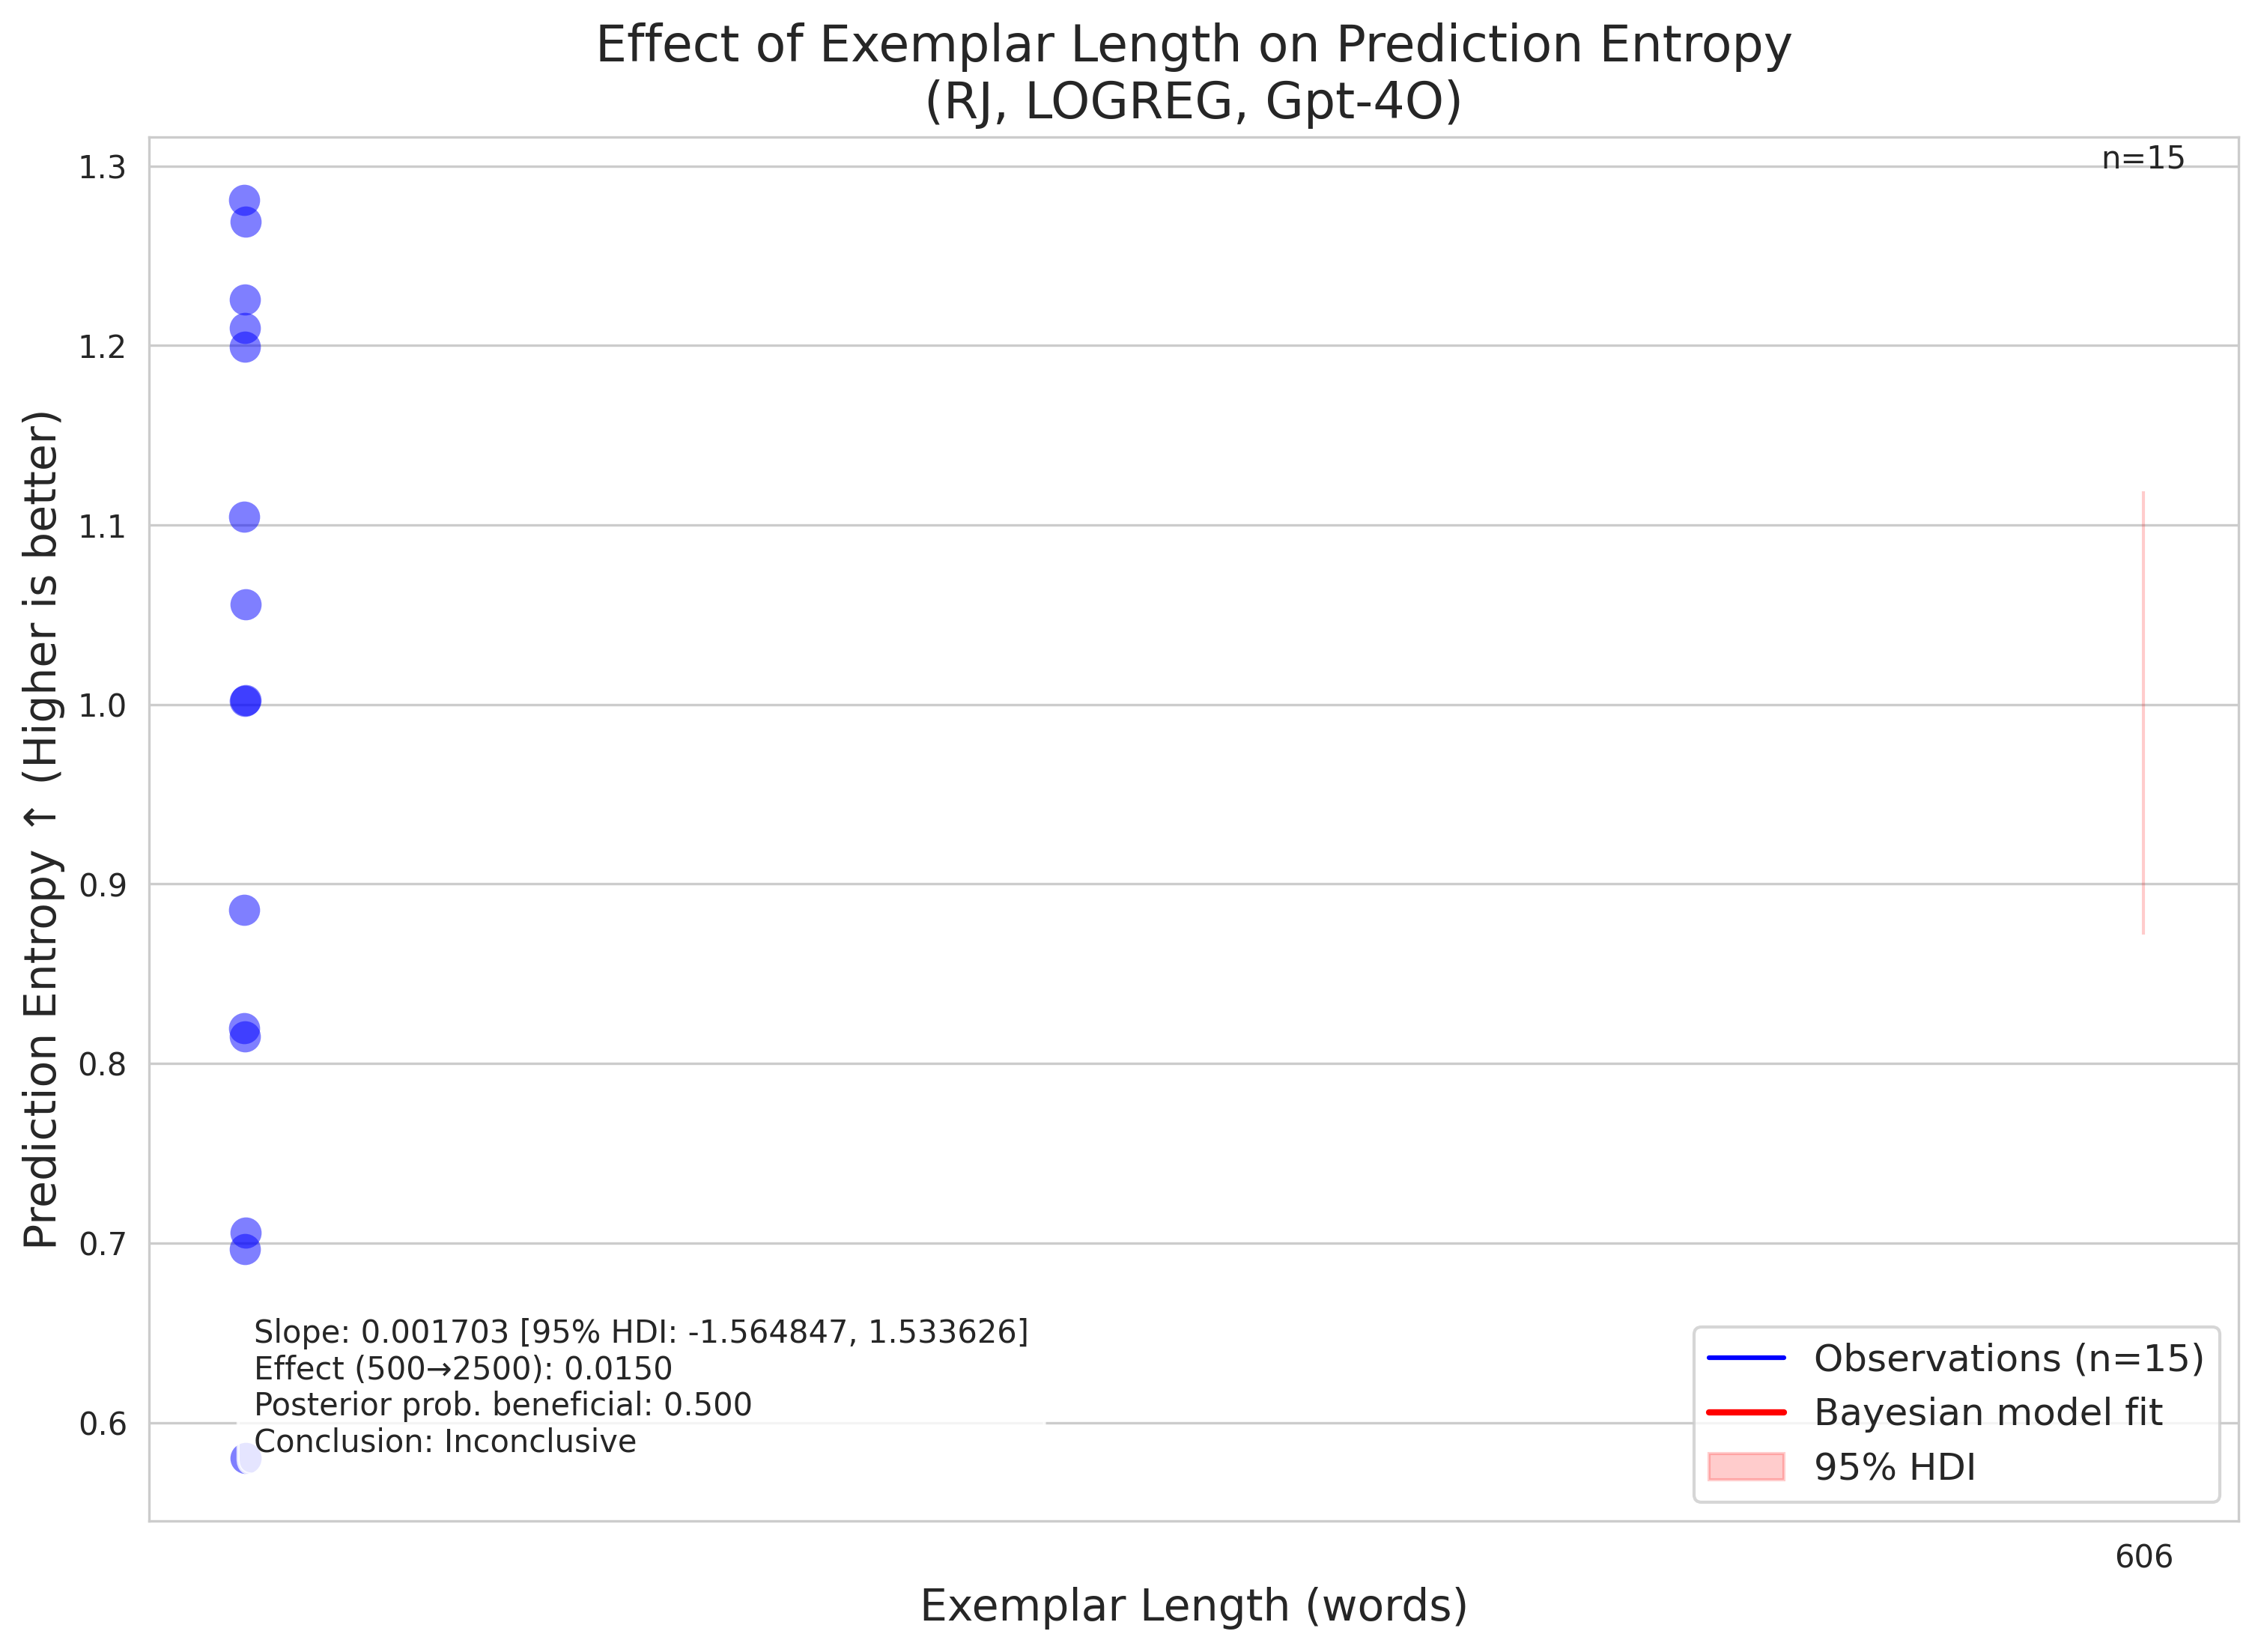 Effect of Exemplar Length on Prediction Entropy
(RJ, LOGREG, Gpt-4O)
Prediction Entropy ↑ (Higher is better)
1.3
1.2
1.1
1.0
0.9
0.8
0.7
0.6
n=15
Slope: 0.001703 [95% HDI: -1.564847, 1.533626]
Effect (500→2500): 0.0150
Posterior prob. beneficial: 0.500
Conclusion: Inconclusive
Observations (n=15)
Bayesian model fit
95% HDI
606
Exemplar Length (words)